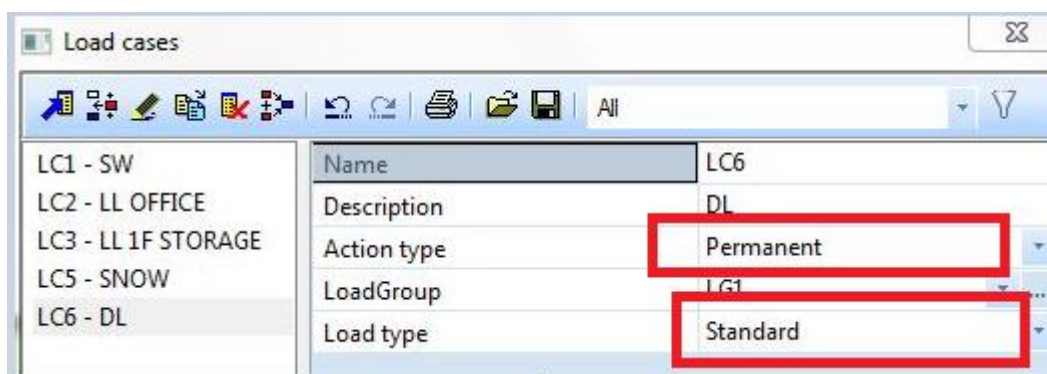 Load cases
All
LC1 - SW
LC2 - LL OFFICE
LC3 - LL 1F STORAGE
LC5 - SNOW
LC6 - DL
Name LC6
Description DL
Action type Permanent
LoadGroup LG1 ...
Load type Standard